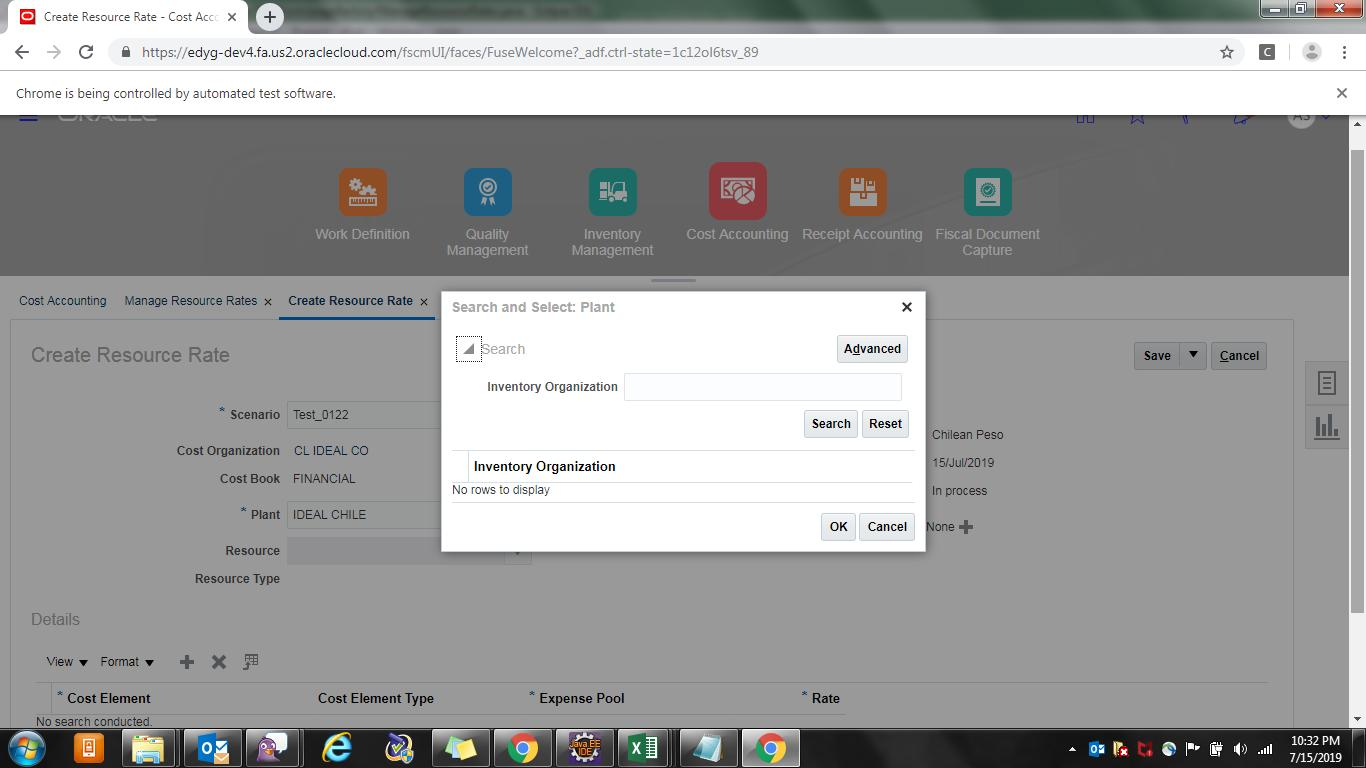 Create Resource Rate - Cost Acc
https://edyg-dev4.fa.us2.oraclecloud.com/fscmUI/faces/FuseWelcome?_adf.ctrl-state=1c12ol6tsv_89
C
Chrome is being controlled by automated test software.
ORACLE
AS
Work Definition
Quality Management
Inventory Management
Cost Accounting
Receipt Accounting
Fiscal Document Capture
Cost Accounting
Manage Resource Rates
Create Resource Rate
Create Resource Rate
Save
Cancel
* Scenario Test_0122
Cost Organization CL IDEAL CO
Cost Book FINANCIAL
* Plant IDEAL CHILE
Resource
Resource Type
Chilean Peso
15/Jul/2019
In process
None
Search and Select: Plant
Search
Advanced
Inventory Organization
Search Reset
Inventory Organization
No rows to display
OK Cancel
Details
View Format
* Cost Element Cost Element Type * Expense Pool * Rate
No search conducted.
Java EE
IDE
10:32 PM
7/15/2019